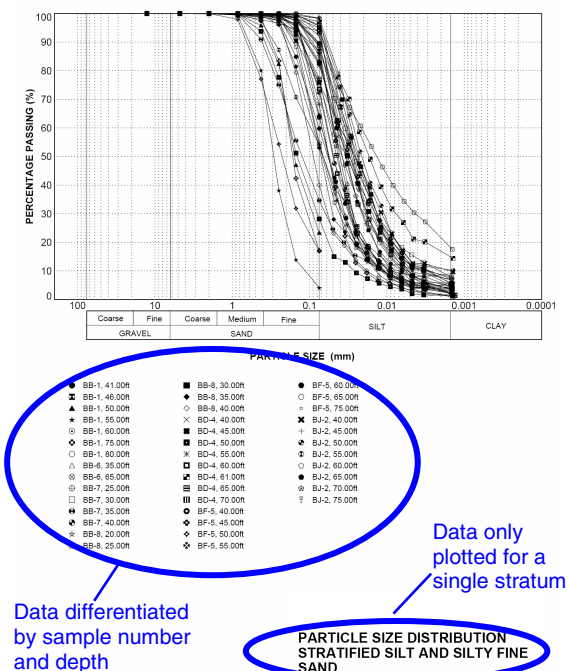 PERCENTAGE PASSING (%)
100
90
80
70
60
50
40
30
20
10
0
100 10 1 0.1 0.01 0.001 0.0001
Coarse Fine Coarse Medium Fine SILT CLAY
GRAVEL SAND
PARTICLE SIZE (mm)
BB-1, 41.00ft BB-8, 30.00ft BF-5, 60.00ft
BB-1, 46.00ft BB-8, 35.00ft BF-5, 65.00ft
BB-1, 50.00ft BB-8, 40.00ft BF-5, 75.00ft
BB-1, 55.00ft BD-4, 40.00ft BJ-2, 40.00ft
BB-1, 60.00ft BD-4, 45.00ft BJ-2, 45.00ft
BB-1, 75.00ft BD-4, 50.00ft BJ-2, 50.00ft
BB-1, 80.00ft BD-4, 55.00ft BJ-2, 55.00ft
BB-6, 35.00ft BD-4, 60.00ft BJ-2, 60.00ft
BB-6, 65.00ft BD-4, 61.00ft BJ-2, 65.00ft
BB-7, 25.00ft BD-4, 65.00ft BJ-2, 70.00ft
BB-7, 30.00ft BD-4, 70.00ft BJ-2, 75.00ft
BB-7, 35.00ft BF-5, 40.00ft
BB-7, 40.00ft BF-5, 45.00ft
BB-8, 20.00ft BF-5, 50.00ft
BB-8, 25.00ft BF-5, 55.00ft
Data only
plotted for a
single stratum
Data differentiated
by sample number
and depth
PARTICLE SIZE DISTRIBUTION
STRATIFIED SILT AND SILTY FINE
SAND